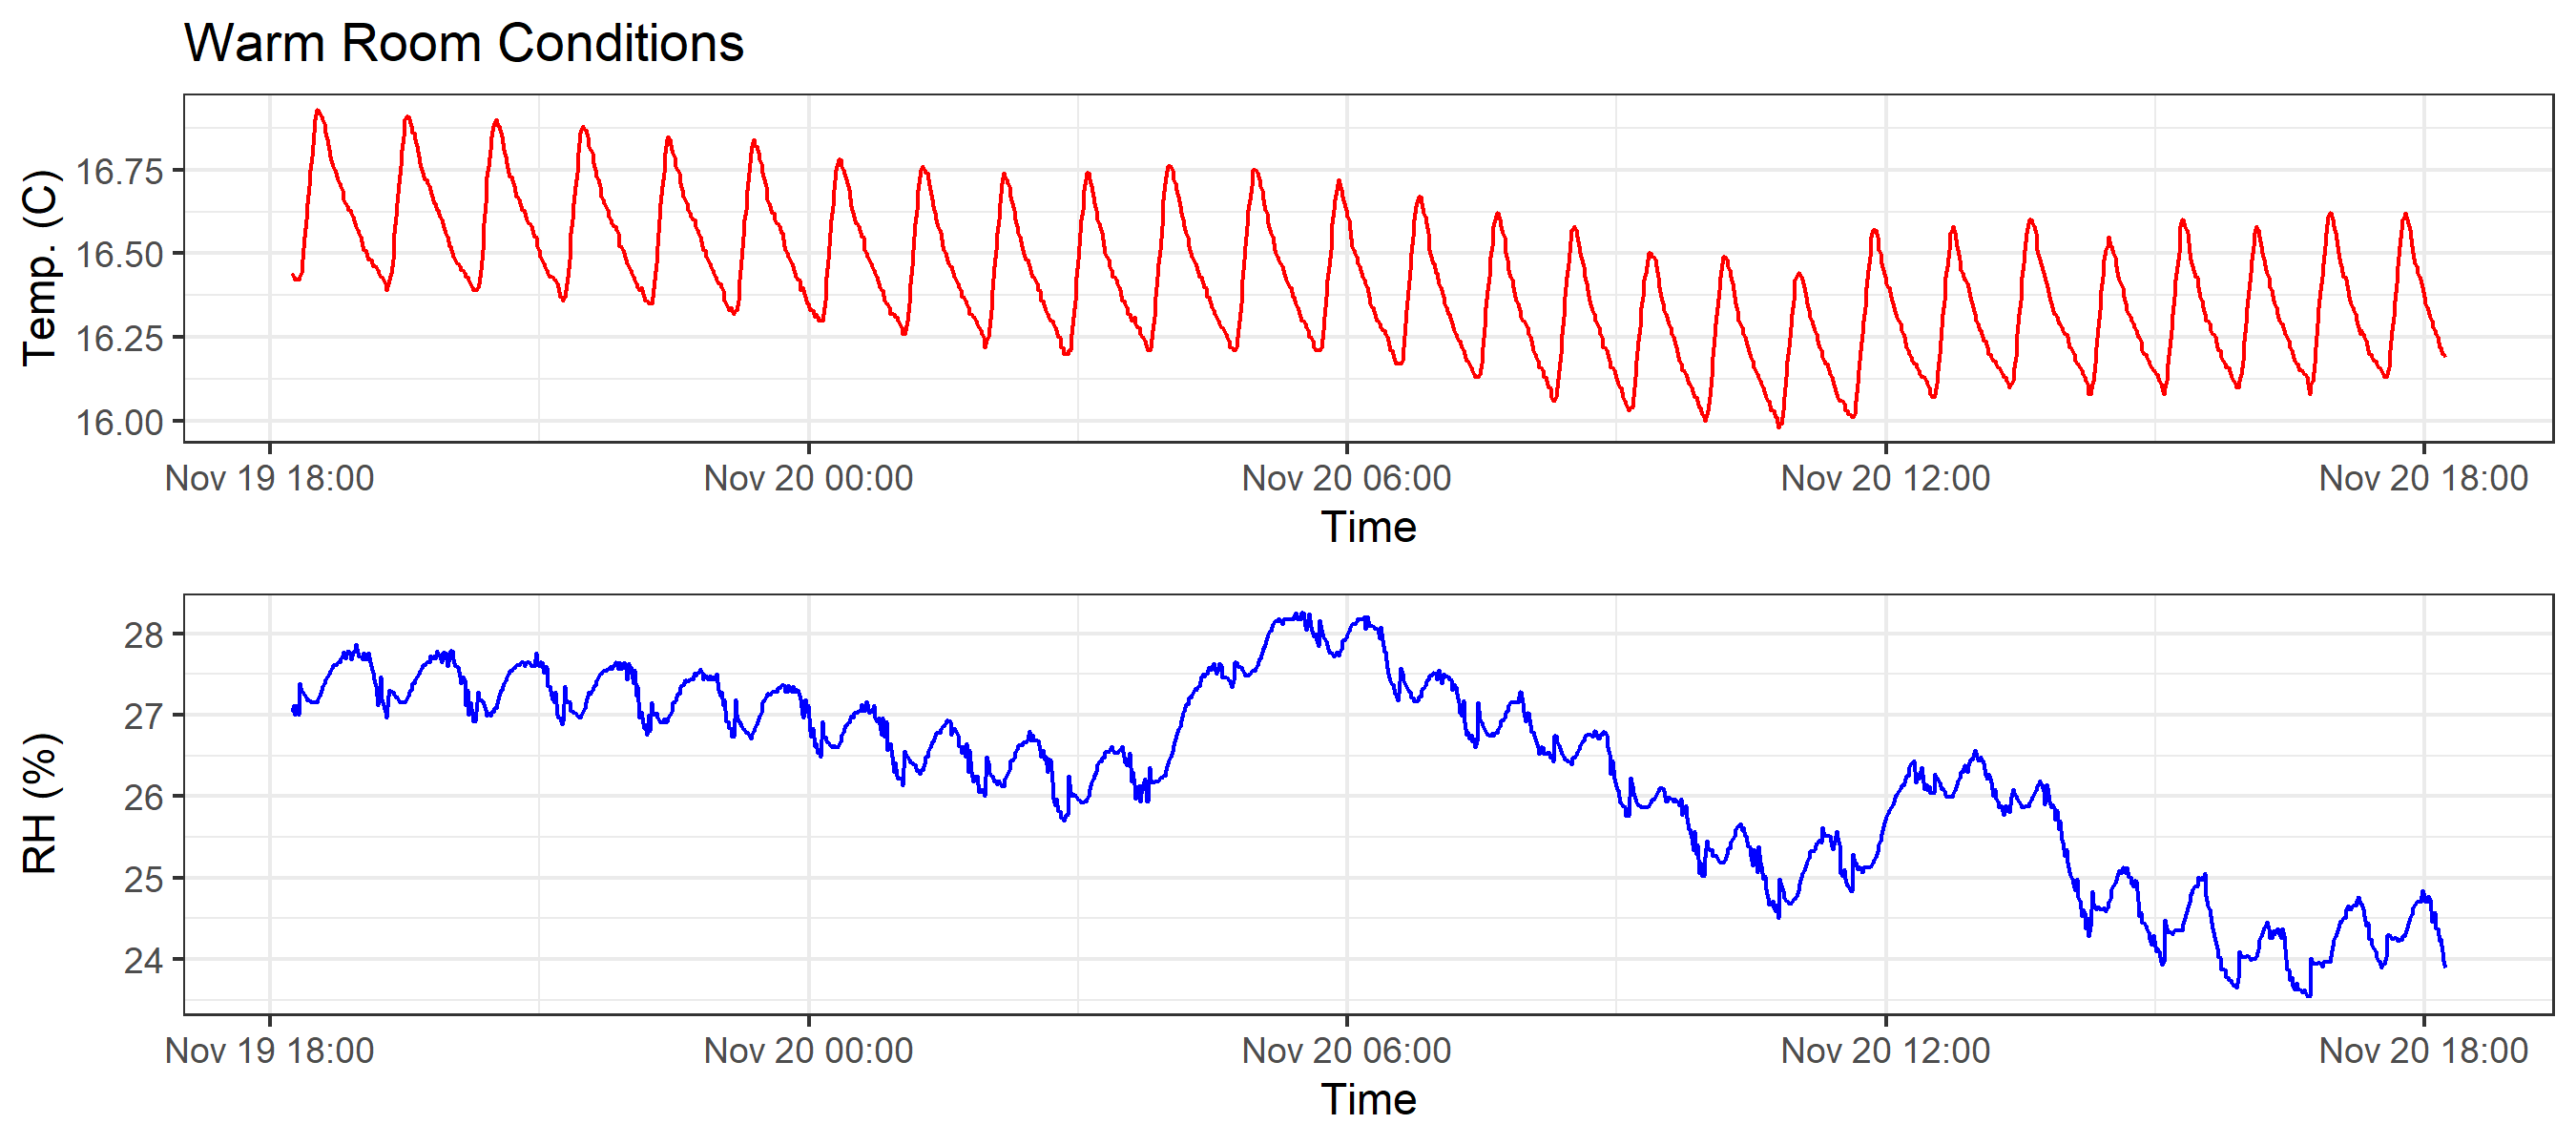 Warm Room Conditions
Temp. (C)
16.75
16.50
16.25
16.00
Nov 19 18:00 Nov 20 00:00 Nov 20 06:00 Nov 20 12:00 Nov 20 18:00
Time
RH (%)
28
27
26
25
24
Nov 19 18:00 Nov 20 00:00 Nov 20 06:00 Nov 20 12:00 Nov 20 18:00
Time